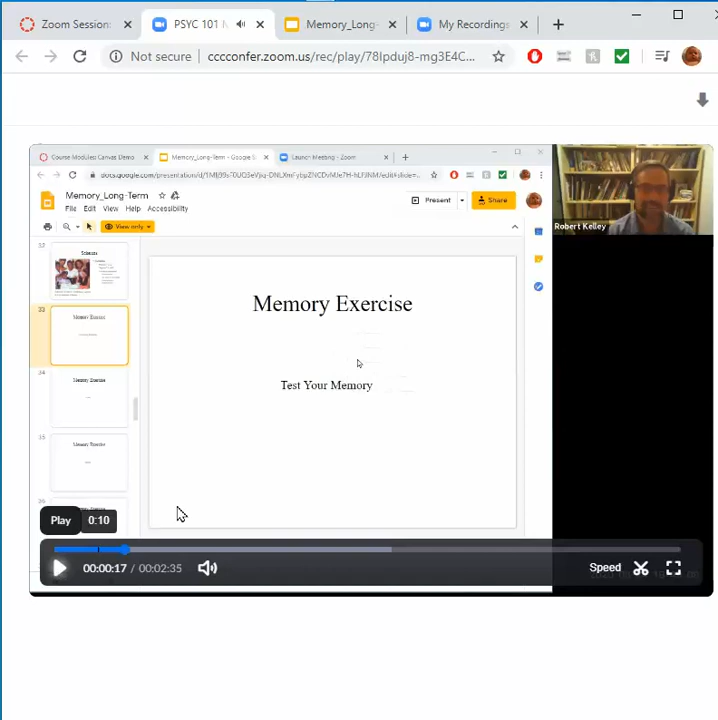 Zoom Session
PSYC 101 M
Memory_Long-
My Recordings
Not secure
cccconfer.zoom.us/rec/play/78lpduj8-mg3E4C...
Course Modules: Canvas Demo
Memory_Long-Term - Google S
Launch Meeting - Zoom
Memory_Long-Term
File Edit View Help Accessibility
Present
Share
View only
Robert Kelley
Schemas
Memory Exercise
Memory Exercise
Memory Exercise
Memory Exercise
Test Your Memory
Play 0:10
00:00:17 / 00:02:35
Speed